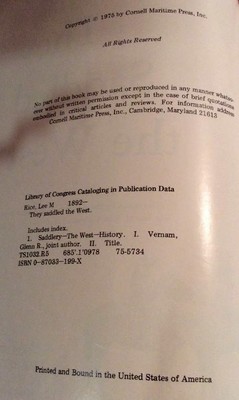 Copyright © 1975 by Cornell Maritime Press, Inc.
All Rights Reserved
No part of this book may be used or reproduced in any manner whatso-
ever without written permission except in the case of brief quotations
embodied in critical articles and reviews. For information address
Cornell Maritime Press, Inc., Cambridge, Maryland 21613
Library of Congress Cataloging in Publication Data
Rice, Lee M 1892–
They saddled the West.
Includes index.
1. Saddlery—The West—History. I. Vernam,
Glenn R., joint author. II. Title.
TS1032.R5 685'.1'0978 75-5734
ISBN 0-87033-199-X
Printed and Bound in the United States of America